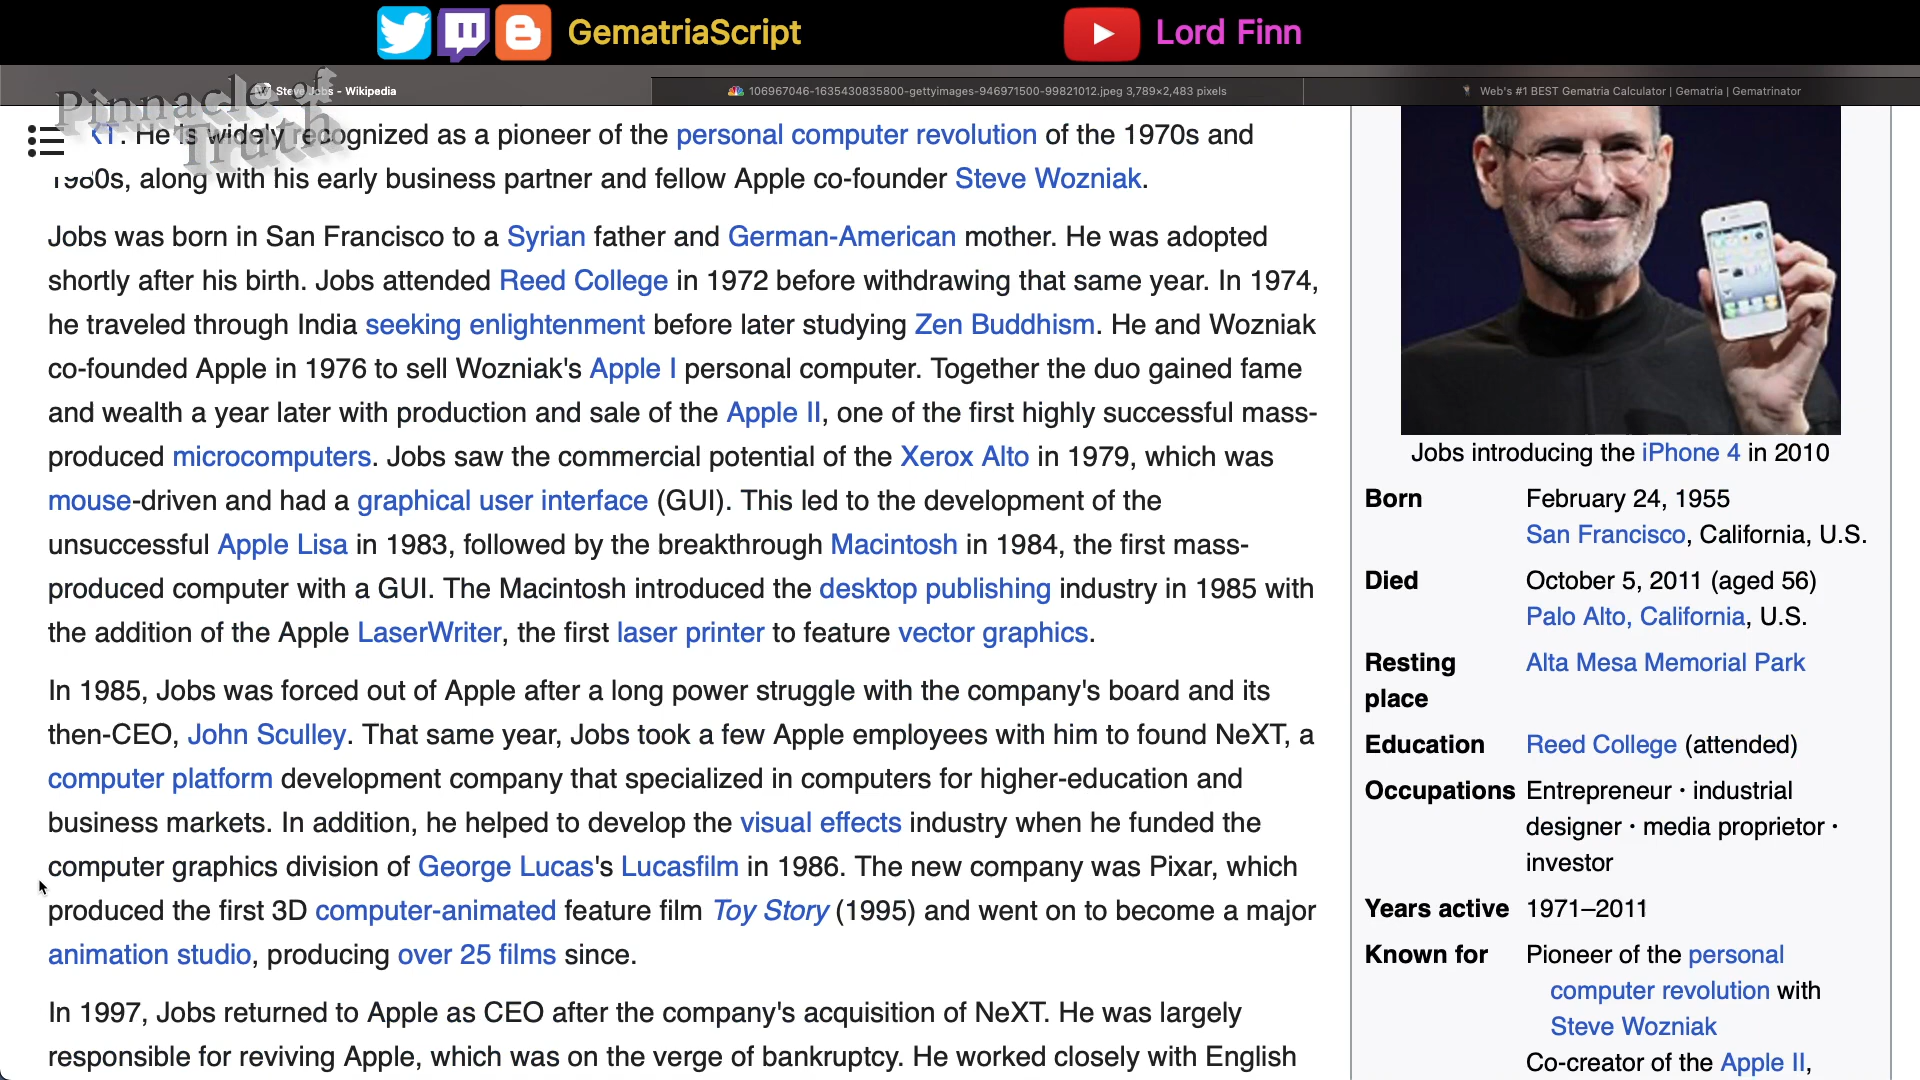 GematriaScript
Lord Finn
Steve Jobs - Wikipedia
106967046-1635430835800-gettyimages-946971500-99821012.jpeg 3,789×2,483 pixels
Web's #1 BEST Gematria Calculator | Gematria | Gematrinator
Pinnacle of
Truth
XT. He is widely recognized as a pioneer of the personal computer revolution of the 1970s and
1980s, along with his early business partner and fellow Apple co-founder Steve Wozniak.
Jobs was born in San Francisco to a Syrian father and German-American mother. He was adopted
shortly after his birth. Jobs attended Reed College in 1972 before withdrawing that same year. In 1974,
he traveled through India seeking enlightenment before later studying Zen Buddhism. He and Wozniak
co-founded Apple in 1976 to sell Wozniak's Apple I personal computer. Together the duo gained fame
and wealth a year later with production and sale of the Apple II, one of the first highly successful mass-
produced microcomputers. Jobs saw the commercial potential of the Xerox Alto in 1979, which was
mouse-driven and had a graphical user interface (GUI). This led to the development of the
unsuccessful Apple Lisa in 1983, followed by the breakthrough Macintosh in 1984, the first mass-
produced computer with a GUI. The Macintosh introduced the desktop publishing industry in 1985 with
the addition of the Apple LaserWriter, the first laser printer to feature vector graphics.
In 1985, Jobs was forced out of Apple after a long power struggle with the company's board and its
then-CEO, John Sculley. That same year, Jobs took a few Apple employees with him to found NeXT, a
computer platform development company that specialized in computers for higher-education and
business markets. In addition, he helped to develop the visual effects industry when he funded the
computer graphics division of George Lucas's Lucasfilm in 1986. The new company was Pixar, which
produced the first 3D computer-animated feature film Toy Story (1995) and went on to become a major
animation studio, producing over 25 films since.
In 1997, Jobs returned to Apple as CEO after the company's acquisition of NeXT. He was largely
responsible for reviving Apple, which was on the verge of bankruptcy. He worked closely with English
Jobs introducing the iPhone 4 in 2010
Born February 24, 1955
San Francisco, California, U.S.
Died October 5, 2011 (aged 56)
Palo Alto, California, U.S.
Resting place Alta Mesa Memorial Park
Education Reed College (attended)
Occupations Entrepreneur · industrial
designer · media proprietor ·
investor
Years active 1971–2011
Known for Pioneer of the personal
computer revolution with
Steve Wozniak
Co-creator of the Apple II,